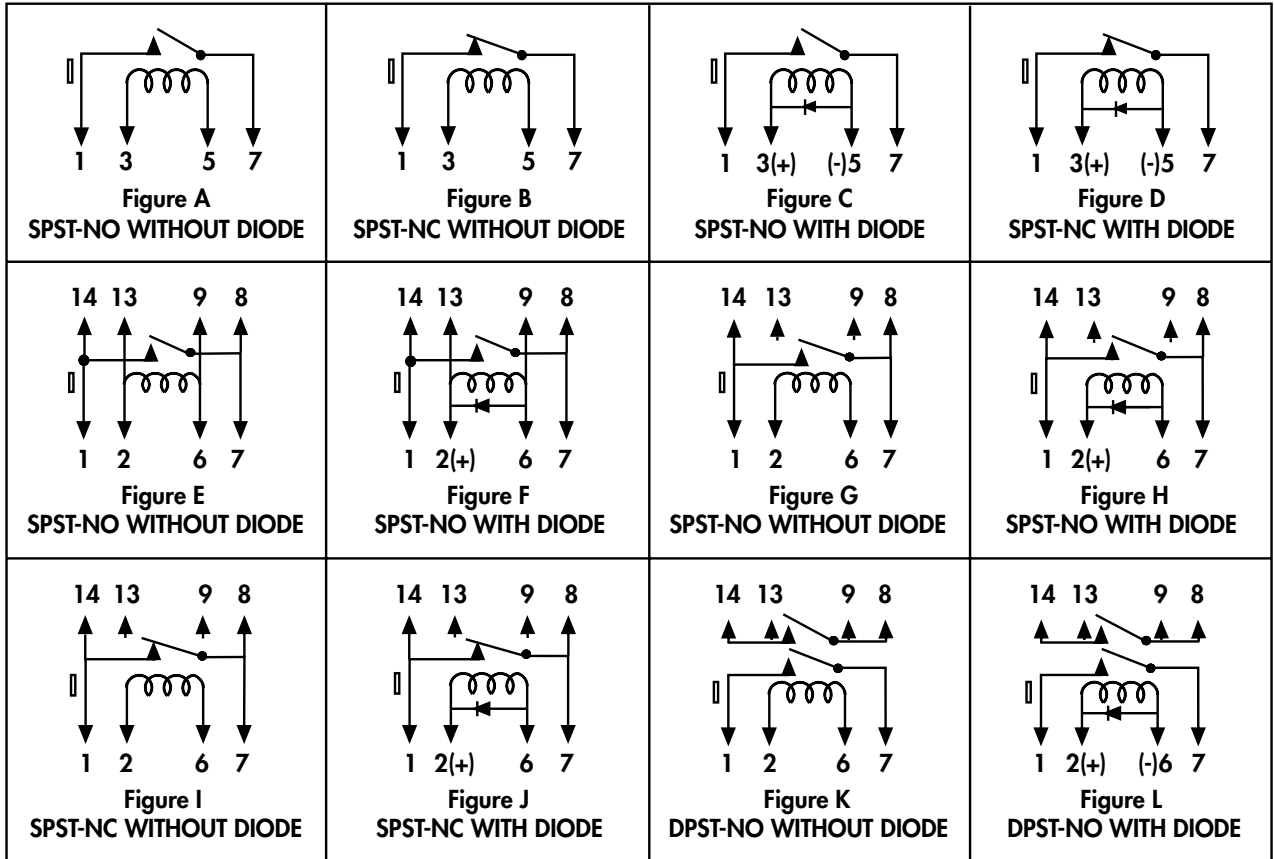 1 3 5 7
Figure A
SPST-NO WITHOUT DIODE
1 3 5 7
Figure B
SPST-NC WITHOUT DIODE
1 3(+) (-)5 7
Figure C
SPST-NO WITH DIODE
1 3(+) (-)5 7
Figure D
SPST-NC WITH DIODE
14 13 9 8
1 2 6 7
Figure E
SPST-NO WITHOUT DIODE
14 13 9 8
1 2(+) 6 7
Figure F
SPST-NO WITH DIODE
14 13 9 8
1 2 6 7
Figure G
SPST-NO WITHOUT DIODE
14 13 9 8
1 2(+) 6 7
Figure H
SPST-NO WITH DIODE
14 13 9 8
1 2 6 7
Figure I
SPST-NC WITHOUT DIODE
14 13 9 8
1 2(+) 6 7
Figure J
SPST-NC WITH DIODE
14 13 9 8
1 2 6 7
Figure K
DPST-NO WITHOUT DIODE
14 13 9 8
1 2(+) (-)6 7
Figure L
DPST-NO WITH DIODE